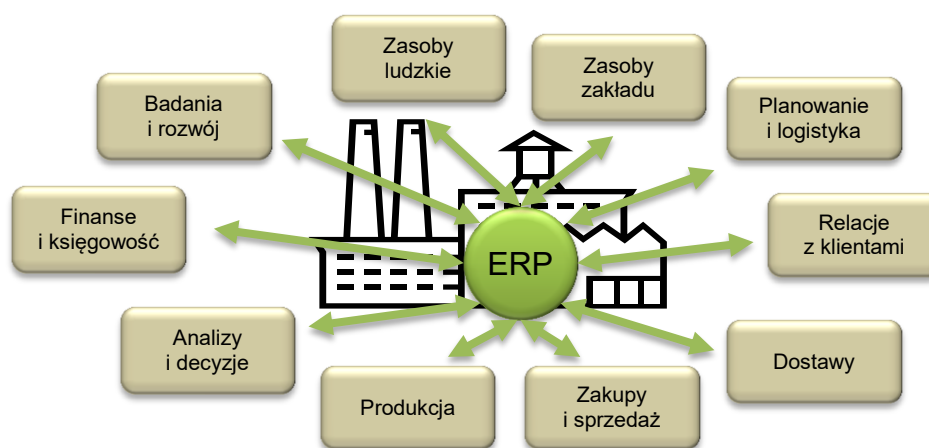 Zasoby
ludzkie
Zasoby
zakładu
Badania
i rozwój
Planowanie
i logistyka
Finanse
i księgowość
Relacje
z klientami
ERP
Analizy
i decyzje
Dostawy
Produkcja
Zakupy
i sprzedaż